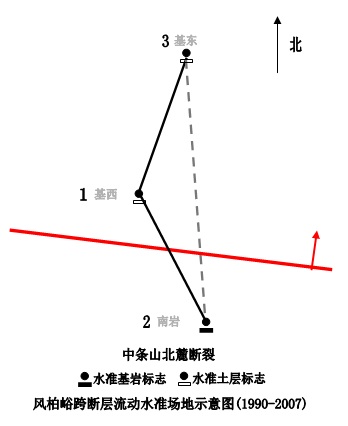 3 基东
北
1 基西
2 南岩
中条山北麓断裂
水准基岩标志 水准土层标志
风柏峪跨断层流动水准场地示意图(1990-2007)